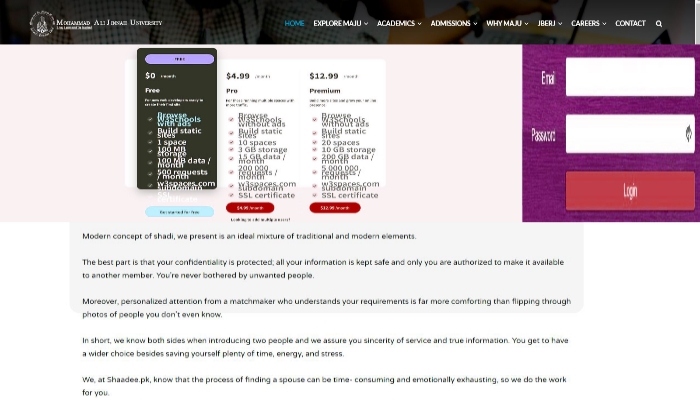 MOHAMMAD ALI JINNAH UNIVERSITY
HOME EXPLORE MAJU ACADEMICS ADMISSIONS WHY MAJU JBERJ CAREERS CONTACT
FREE
$0 /month
$4.99 /month
$12.99 /month
Free
Pro
Premium
Browse W3Schools with ads
Build static sites
1 space
100 MB storage
100 MB data / month
500 requests / month
w3spaces.com subdomain
Get started for free
Browse W3Schools without ads
Build static sites
10 spaces
3 GB storage
15 GB data / month
200 000 requests / month
w3spaces.com subdomain
SSL certificate
$4.99/month
Browse W3Schools without ads
Build static sites
20 spaces
10 GB storage
200 GB data / month
5 000 000 requests / month
w3spaces.com subdomain
SSL certificate
$12.99/month
Email
Password
Login
Modern concept of shadi, we present is an ideal mixture of traditional and modern elements.
The best part is that your confidentiality is protected; all your information is kept safe and only you are authorized to make it available
to another member. You're never bothered by unwanted people.
Moreover, personalized attention from a matchmaker who understands your requirements is far more comforting than flipping through
photos of people you don't even know.
In short, we know both sides when introducing two people and we assure you sincerity of service and true information. You get to have
a wider choice besides saving yourself plenty of time, energy, and stress.
We, at Shaadee.pk, know that the process of finding a spouse can be time- consuming and emotionally exhausting, so we do the work
for you.